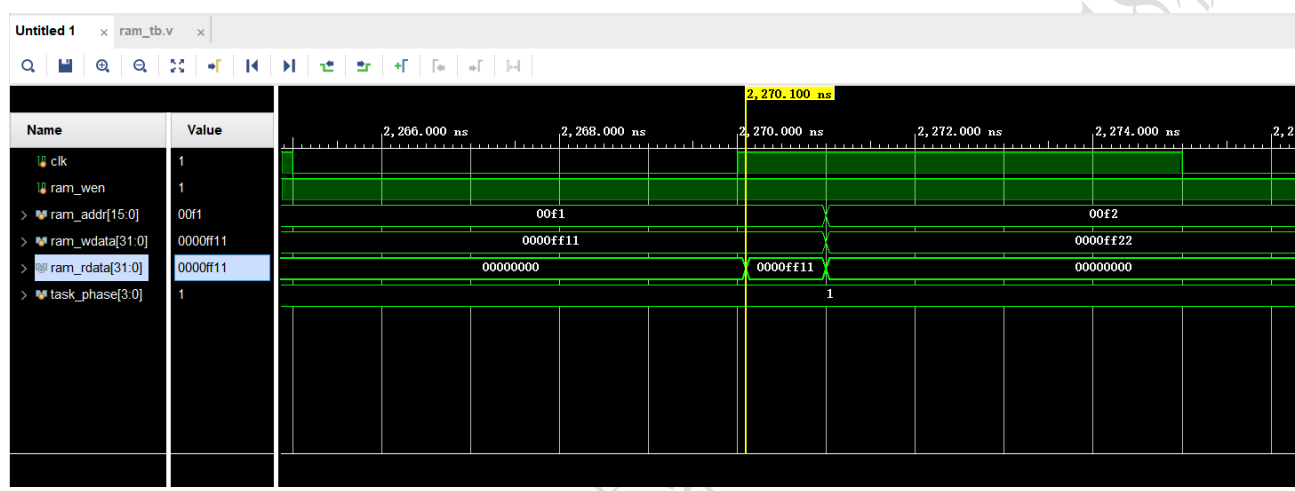 Untitled 1 × ram_tb.v ×
2,270.100 ns
Name Value
2,266.000 ns 2,268.000 ns 2,270.000 ns 2,272.000 ns 2,274.000 ns 2,2
clk 1
ram_wen 1
> ram_addr[15:0] 00f1 00f1 00f2
> ram_wdata[31:0] 0000ff11 0000ff11 0000ff22
> ram_rdata[31:0] 0000ff11 00000000 0000ff11 00000000
> task_phase[3:0] 1 1